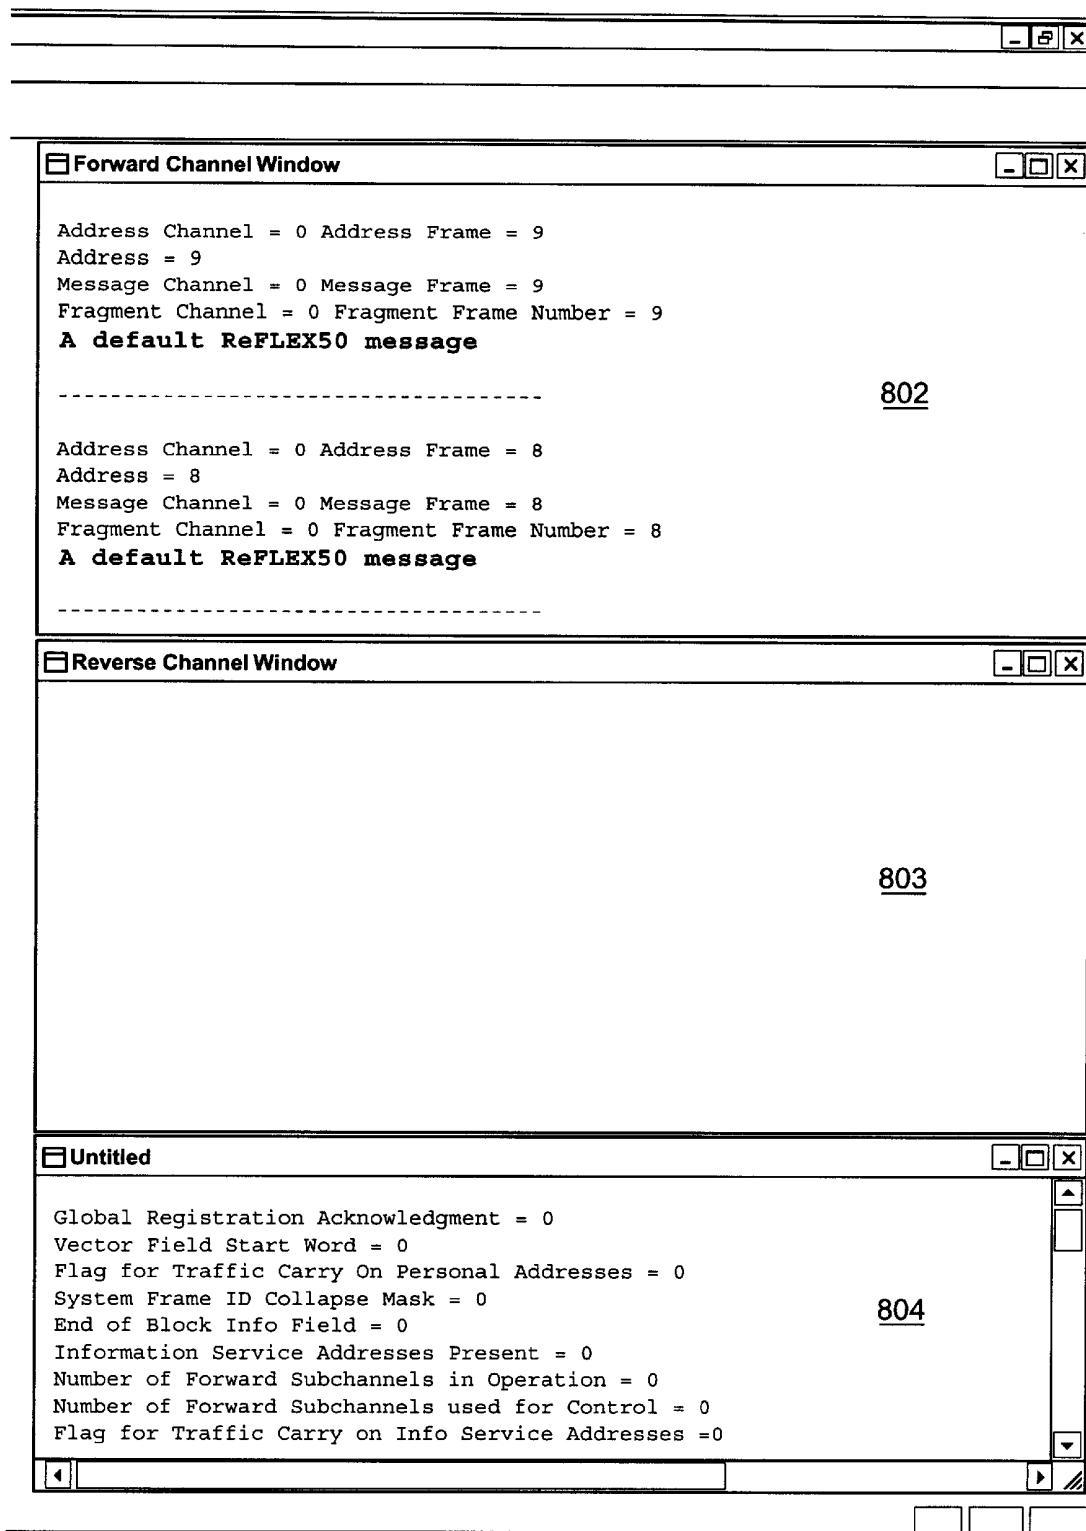 Forward Channel Window
Address Channel = 0 Address Frame = 9
Address = 9
Message Channel = 0 Message Frame = 9
Fragment Channel = 0 Fragment Frame Number = 9
A default ReFLEX50 message
-------------------------------------
802
Address Channel = 0 Address Frame = 8
Address = 8
Message Channel = 0 Message Frame = 8
Fragment Channel = 0 Fragment Frame Number = 8
A default ReFLEX50 message
-------------------------------------
Reverse Channel Window
803
Untitled
Global Registration Acknowledgment = 0
Vector Field Start Word = 0
Flag for Traffic Carry On Personal Addresses = 0
System Frame ID Collapse Mask = 0
804
End of Block Info Field = 0
Information Service Addresses Present = 0
Number of Forward Subchannels in Operation = 0
Number of Forward Subchannels used for Control = 0
Flag for Traffic Carry on Info Service Addresses =0